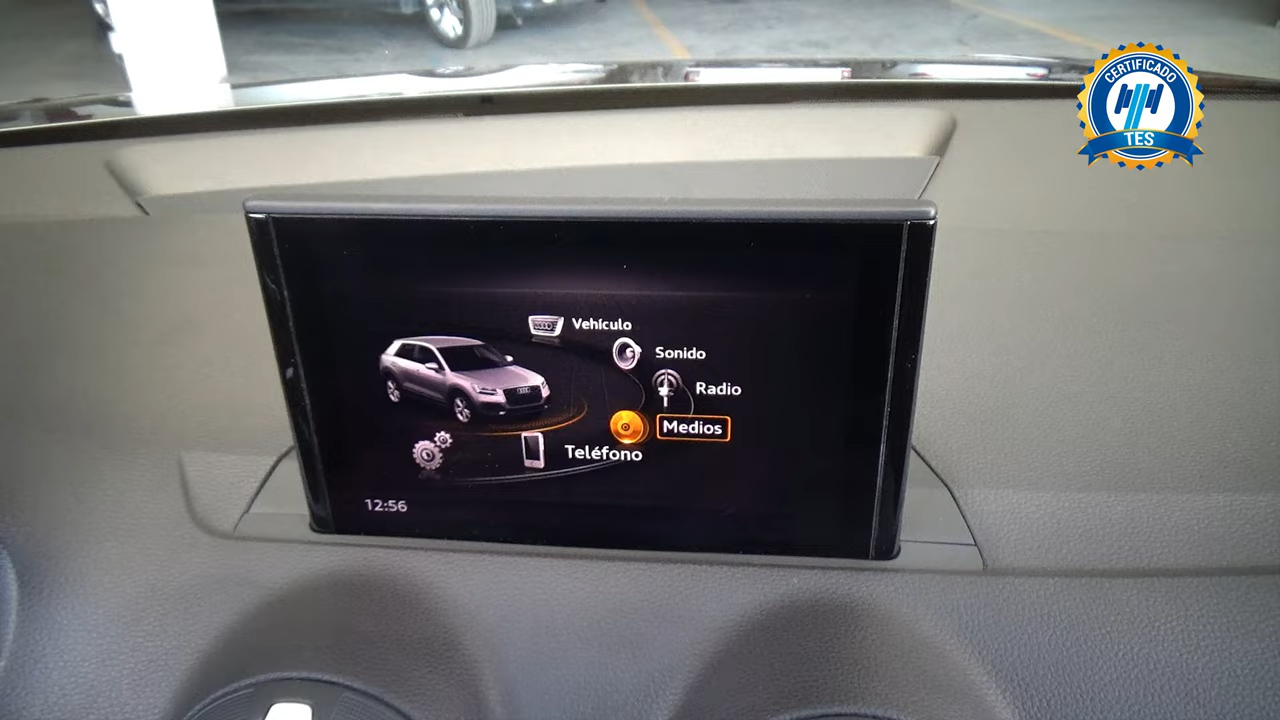 CERTIFICADO
TES
Vehículo
Sonido
Radio
Medios
Teléfono
12:56